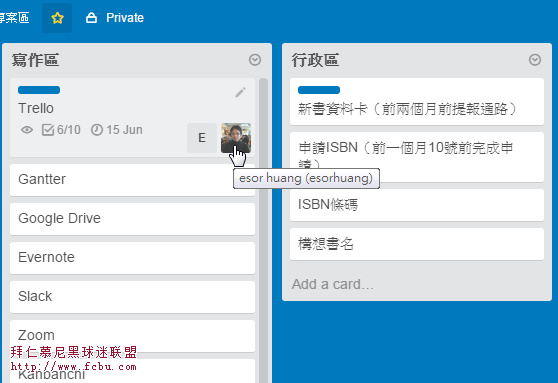 專案區
Private
寫作區
Trello
6/10
15 Jun
E
esor huang (esorhuang)
Gantter
Google Drive
Evernote
Slack
Zoom
Kanbanchi
行政區
新書資料卡（前兩個月前提報通路）
申請ISBN（前一個月10號前完成申
請）
ISBN條碼
構想書名
Add a card…
拜仁慕尼黑球迷联盟
http://www.fcbu.com